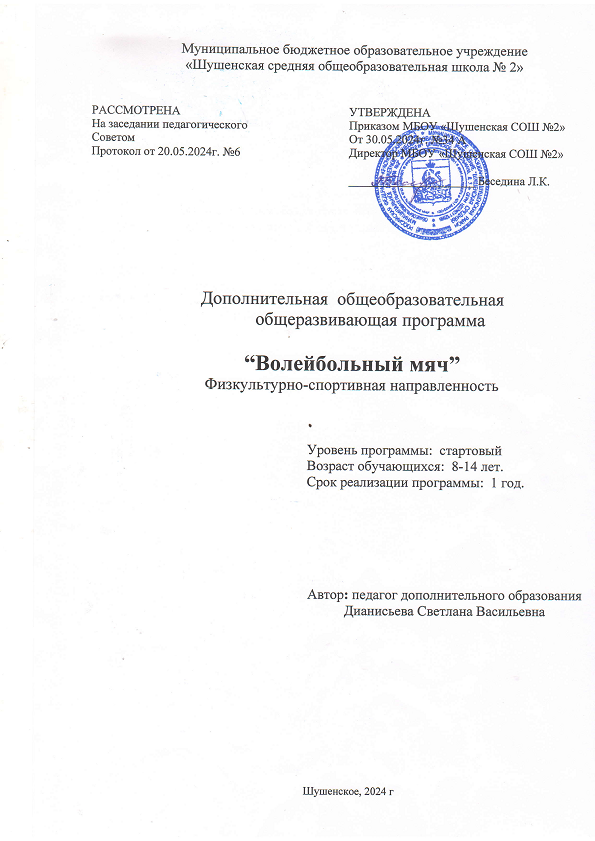 Муниципальное бюджетное образовательное учреждение
«Шушенская средняя общеобразовательная школа № 2»
РАССМОТРЕНА
На заседании педагогического
Советом
Протокол от 20.05.2024г. №6
УТВЕРЖДЕНА
Приказом МБОУ «Шушенская СОШ №2»
От 30.05.2024г.
Директор МБОУ «Шушенская СОШ №2»
Беседина Л.К.
Дополнительная общеобразовательная
общеразвивающая программа
“Волейбольный мяч”
Физкультурно-спортивная направленность
Уровень программы: стартовый
Возраст обучающихся: 8-14 лет.
Срок реализации программы: 1 год.
Автор: педагог дополнительного образования
Дианисьева Светлана Васильевна
Шушенское, 2024 г